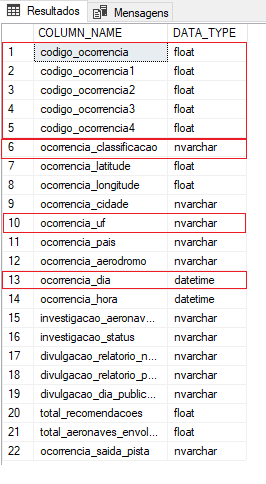 Resultados Mensagens
COLUMN_NAME DATA_TYPE
1 codigo_ocorrencia float
2 codigo_ocorrencia1 float
3 codigo_ocorrencia2 float
4 codigo_ocorrencia3 float
5 codigo_ocorrencia4 float
6 ocorrencia_classificacao nvarchar
7 ocorrencia_latitude float
8 ocorrencia_longitude float
9 ocorrencia_cidade nvarchar
10 ocorrencia_uf nvarchar
11 ocorrencia_pais nvarchar
12 ocorrencia_aerodromo nvarchar
13 ocorrencia_dia datetime
14 ocorrencia_hora datetime
15 investigacao_aeronav... nvarchar
16 investigacao_status nvarchar
17 divulgacao_relatorio_n... nvarchar
18 divulgacao_relatorio_p... nvarchar
19 divulgacao_dia_public... nvarchar
20 total_recomendacoes float
21 total_aeronaves_envol... float
22 ocorrencia_saida_pista nvarchar